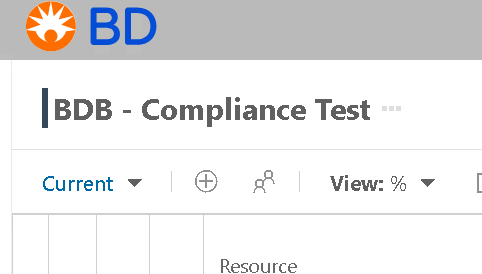 BD
BDB - Compliance Test
Current
View: %
Resource